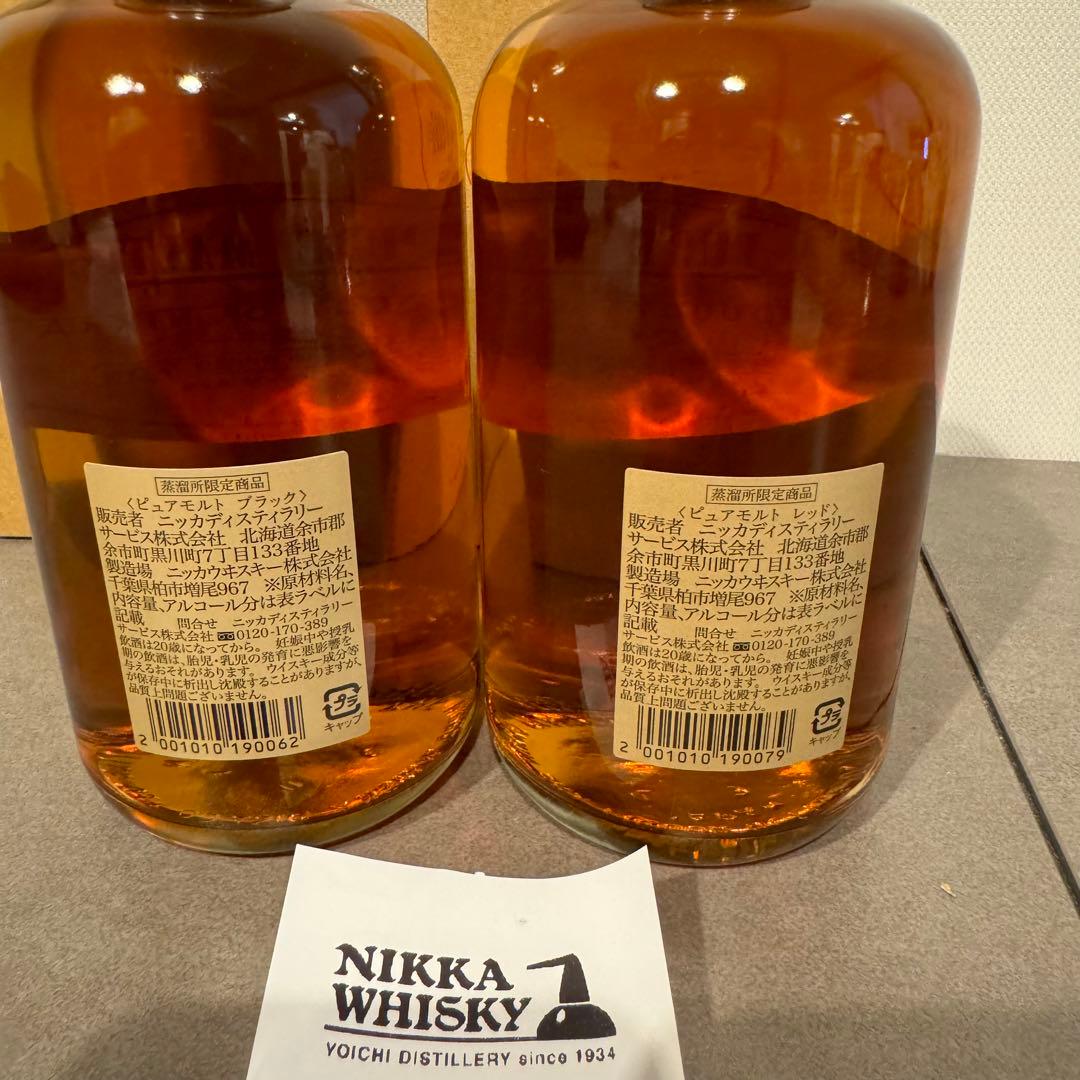 蒸溜所限定商品
〈ピュアモルト ブラック〉
販売者 ニッカディスティラリー
サービス株式会社 北海道余市郡
余市町黒川町7丁目133番地
製造場 ニッカウヰスキー株式会社
千葉県柏市増尾967 ※原材料名、
内容量、アルコール分は表ラベルに
記載 問合せ ニッカディスティラリー
サービス株式会社 0120-170-389
飲酒は20歳になってから。 妊娠中や授乳
期の飲酒は、胎児・乳児の発育に悪影響を
与えるおそれがあります。 ウイスキー成分等
が保存中に析出し沈殿することがありますが、
品質上問題ございません。
プラ
キャップ
2 001010 190062
蒸溜所限定商品
〈ピュアモルト レッド〉
販売者 ニッカディスティラリー
サービス株式会社 北海道余市郡
余市町黒川町7丁目133番地
製造場 ニッカウヰスキー株式会社
千葉県柏市増尾967 ※原材料名、
内容量、アルコール分は表ラベルに
記載 問合せ ニッカディスティラリー
サービス株式会社 0120-170-389
飲酒は20歳になってから。 妊娠中や授乳
期の飲酒は、胎児・乳児の発育に悪影響を
与えるおそれがあります。 ウイスキー成分等
が保存中に析出し沈殿することがありますが、
品質上問題ございません。
プラ
キャップ
2 001010 190079
NIKKA
WHISKY
YOICHI DISTILLERY since 1934